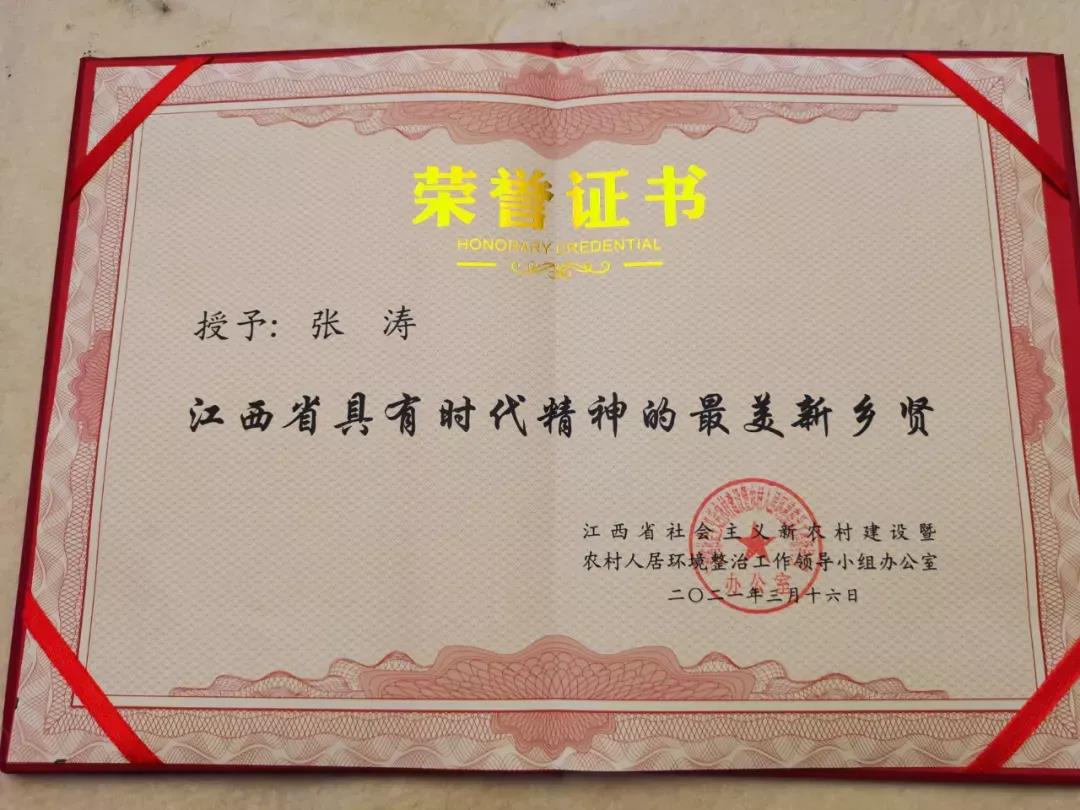 荣誉证书
HONORARY CREDENTIAL
授予：张 涛
江西省具有时代精神的最美新乡贤
江西省社会主义新农村建设暨
农村人居环境整治工作领导小组办公室
二〇二一年三月十六日
办公室